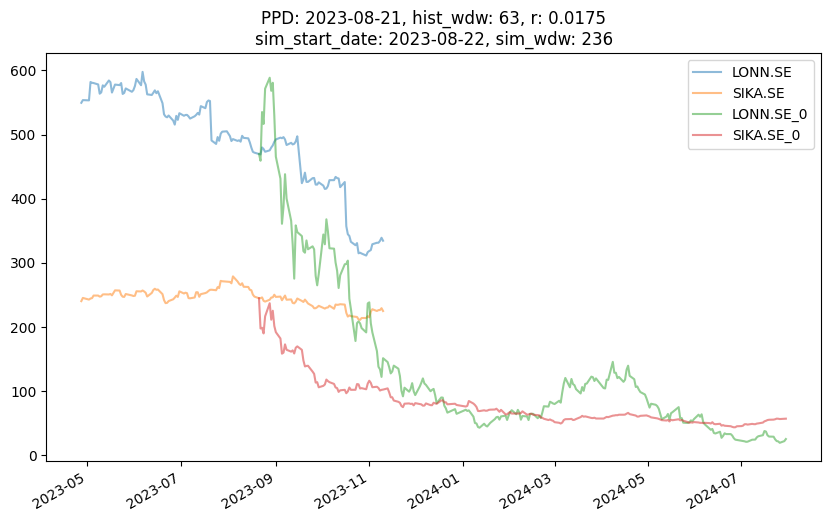 PPD: 2023-08-21, hist_wdw: 63, r: 0.0175
sim_start_date: 2023-08-22, sim_wdw: 236
LONN.SE
SIKA.SE
LONN.SE_0
SIKA.SE_0
600
500
400
300
200
100
0
2023-05
2023-07
2023-09
2023-11
2024-01
2024-03
2024-05
2024-07